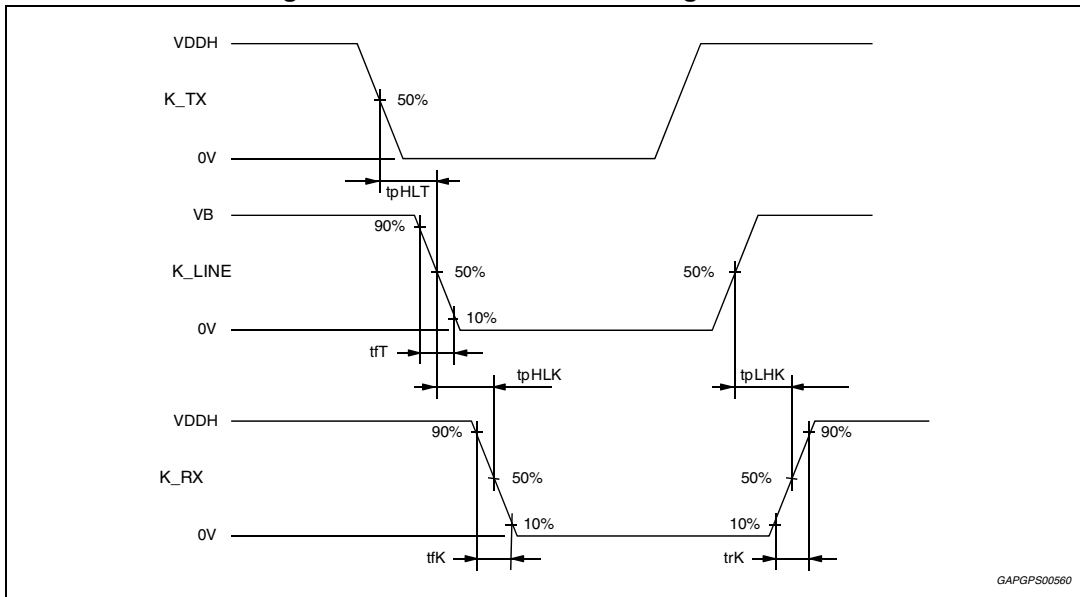 VDDH
K_TX
50%
0V
tpHLT
VB
90%
K_LINE
50%
50%
10%
0V
tfT
tpHLK
tpLHK
VDDH
90%
90%
K_RX
50%
50%
10%
10%
0V
tfK
trK
GAPGPS00560